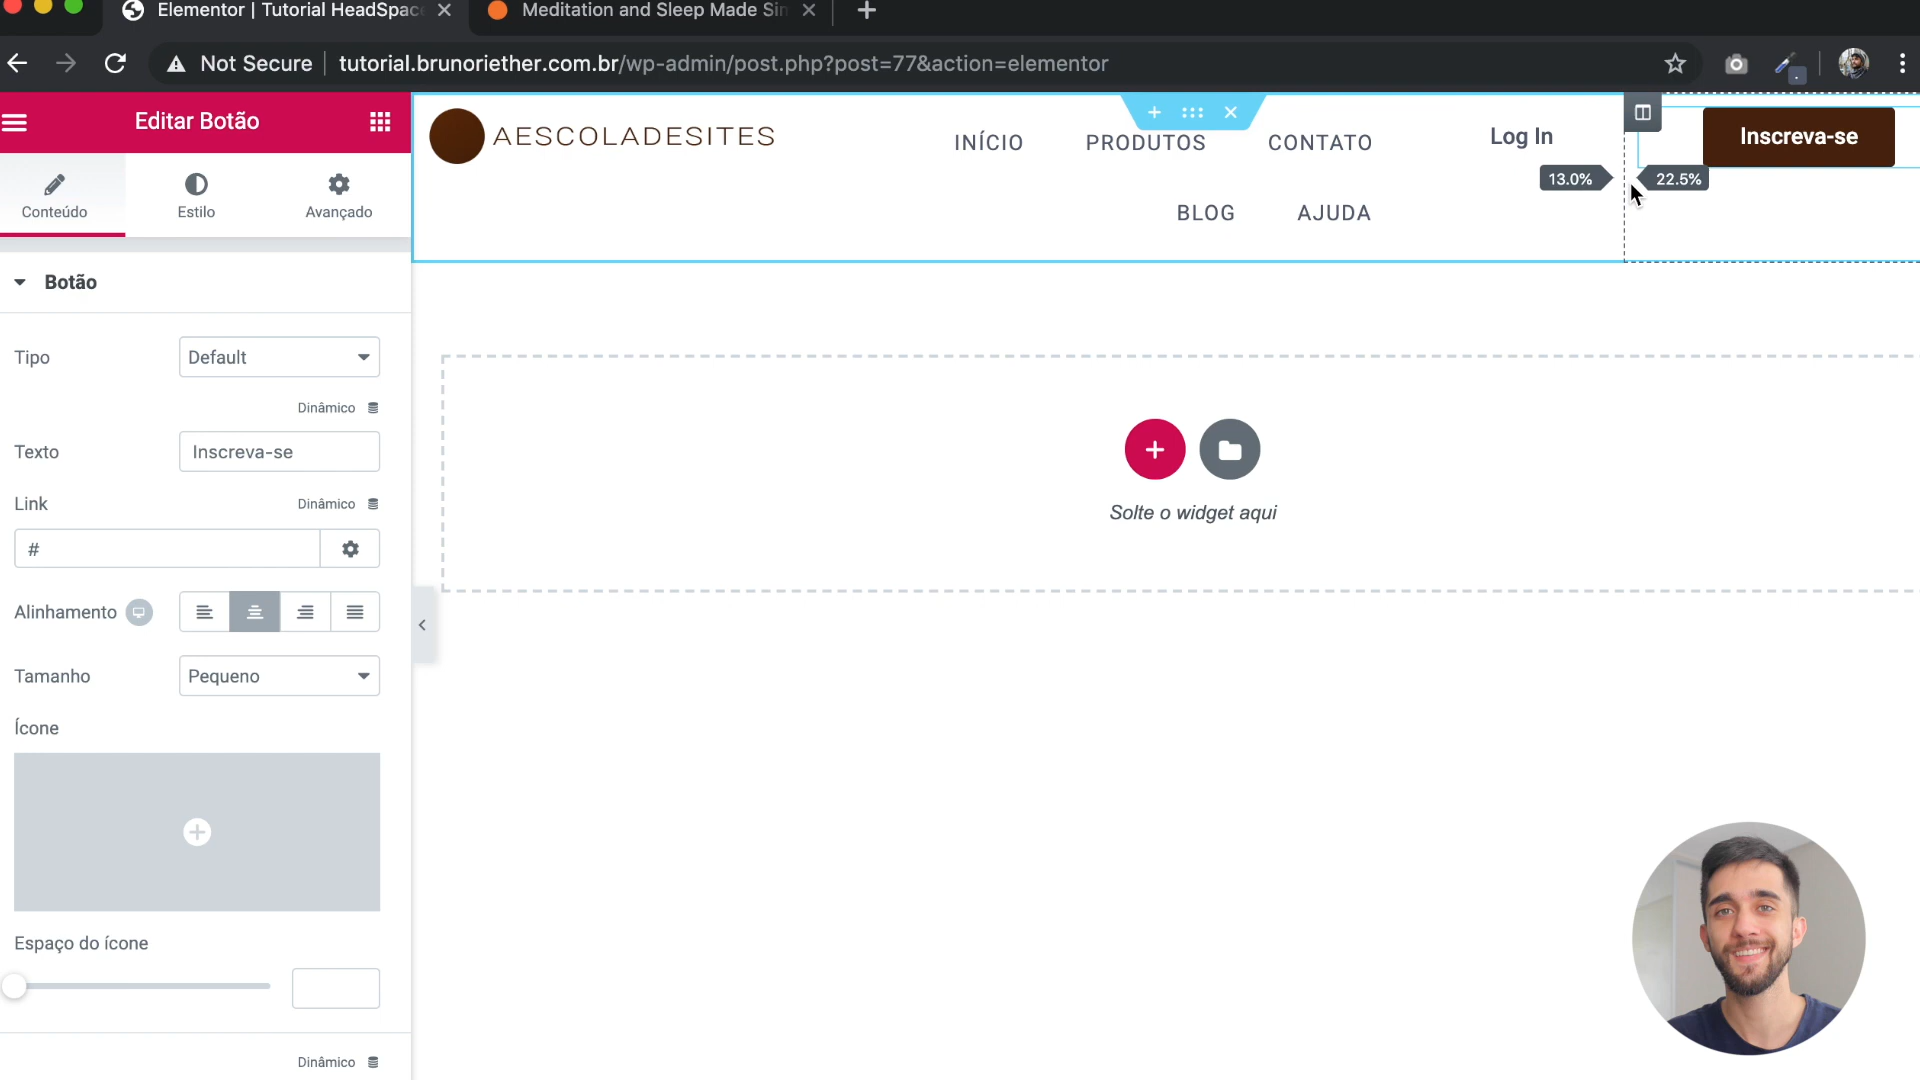 Elementor | Tutorial HeadSpac
Meditation and Sleep Made Sim
Not Secure
tutorial.brunoriether.com.br/wp-admin/post.php?post=77&action=elementor
Editar Botão
AESCOLADESITES
INÍCIO
PRODUTOS
CONTATO
Log In
Inscreva-se
13.0%
22.5%
BLOG
AJUDA
Conteúdo
Estilo
Avançado
Botão
Tipo
Default
Dinâmico
Texto
Inscreva-se
Link
Dinâmico
#
Alinhamento
Tamanho
Pequeno
Ícone
Espaço do ícone
Dinâmico
Solte o widget aqui